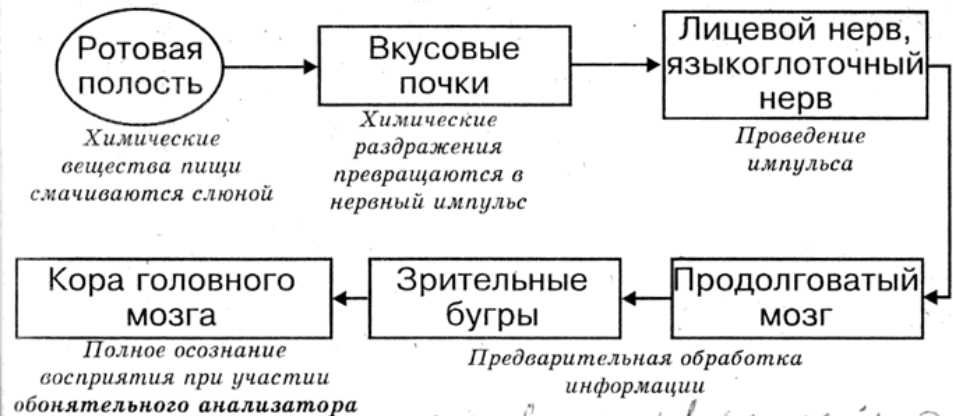 Ротовая
полость
Химические
вещества пищи
смачиваются слюной
Вкусовые
почки
Химические
раздражения
превращаются в
нервный импульс
Лицевой нерв,
языкоглоточный
нерв
Проведение
импульса
Продолговатый
мозг
Зрительные
бугры
Предварительная обработка
информации
Кора головного
мозга
Полное осознание
восприятия при участии
обонятельного анализатора